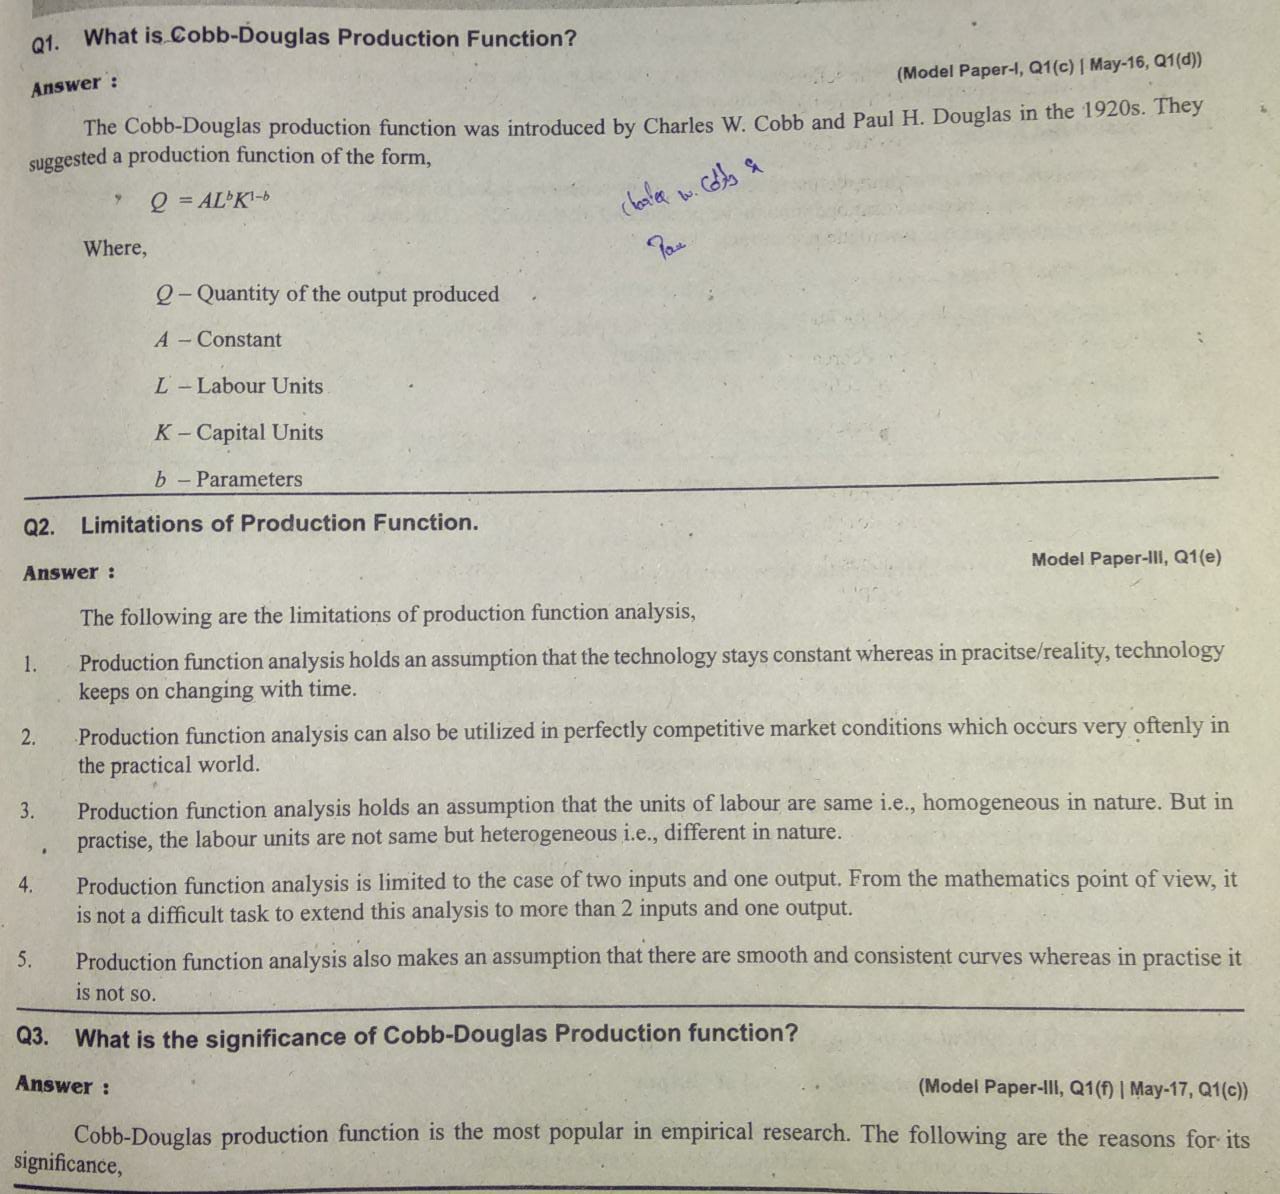 Q1. What is Cobb-Douglas Production Function?
Answer :
(Model Paper-I, Q1(c) | May-16, Q1(d))
The Cobb-Douglas production function was introduced by Charles W. Cobb and Paul H. Douglas in the 1920s. They
suggested a production function of the form,
Q = ALᵇK¹⁻ᵇ
Where,
Q – Quantity of the output produced
A – Constant
L – Labour Units
K – Capital Units
b – Parameters
Q2. Limitations of Production Function.
Answer :
Model Paper-III, Q1(e)
The following are the limitations of production function analysis,
1. Production function analysis holds an assumption that the technology stays constant whereas in pracitse/reality, technology
keeps on changing with time.
2. Production function analysis can also be utilized in perfectly competitive market conditions which occurs very oftenly in
the practical world.
3. Production function analysis holds an assumption that the units of labour are same i.e., homogeneous in nature. But in
practise, the labour units are not same but heterogeneous i.e., different in nature.
4. Production function analysis is limited to the case of two inputs and one output. From the mathematics point of view, it
is not a difficult task to extend this analysis to more than 2 inputs and one output.
5. Production function analysis also makes an assumption that there are smooth and consistent curves whereas in practise it
is not so.
Q3. What is the significance of Cobb-Douglas Production function?
Answer :
(Model Paper-III, Q1(f) | May-17, Q1(c))
Cobb-Douglas production function is the most popular in empirical research. The following are the reasons for its
significance,